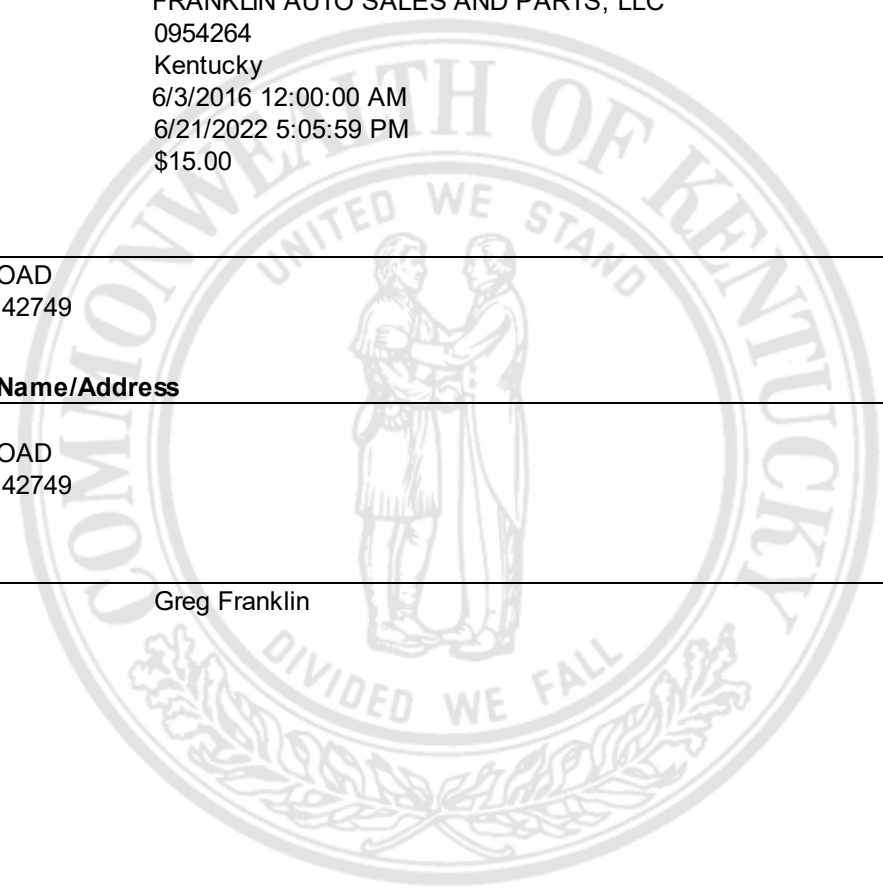 FRANKLIN AUTO SALES AND PARTS, LLC
0954264
Kentucky
6/3/2016 12:00:00 AM
6/21/2022 5:05:59 PM
$15.00
OAD
42749
Name/Address
OAD
42749
Greg Franklin
COMMONWEALTH OF KENTUCKY
UNITED WE STAND
DIVIDED WE FALL